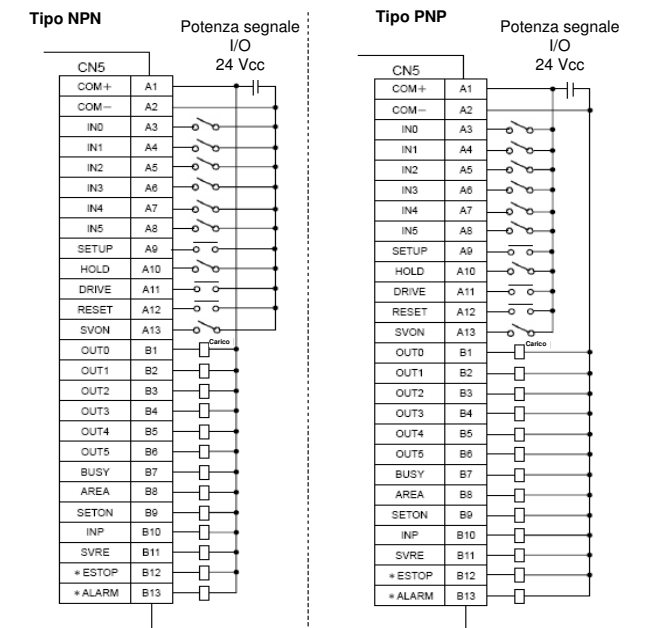 Tipo NPN
Potenza segnale
I/O
24 Vcc
CN5
COM+ A1
COM− A2
IN0 A3
IN1 A4
IN2 A5
IN3 A6
IN4 A7
IN5 A8
SETUP A9
HOLD A10
DRIVE A11
RESET A12
SVON A13
Carico
OUT0 B1
OUT1 B2
OUT2 B3
OUT3 B4
OUT4 B5
OUT5 B6
BUSY B7
AREA B8
SETON B9
INP B10
SVRE B11
*ESTOP B12
*ALARM B13
Tipo PNP
Potenza segnale
I/O
24 Vcc
CN5
COM+ A1
COM− A2
IN0 A3
IN1 A4
IN2 A5
IN3 A6
IN4 A7
IN5 A8
SETUP A9
HOLD A10
DRIVE A11
RESET A12
SVON A13
Carico
OUT0 B1
OUT1 B2
OUT2 B3
OUT3 B4
OUT4 B5
OUT5 B6
BUSY B7
AREA B8
SETON B9
INP B10
SVRE B11
*ESTOP B12
*ALARM B13